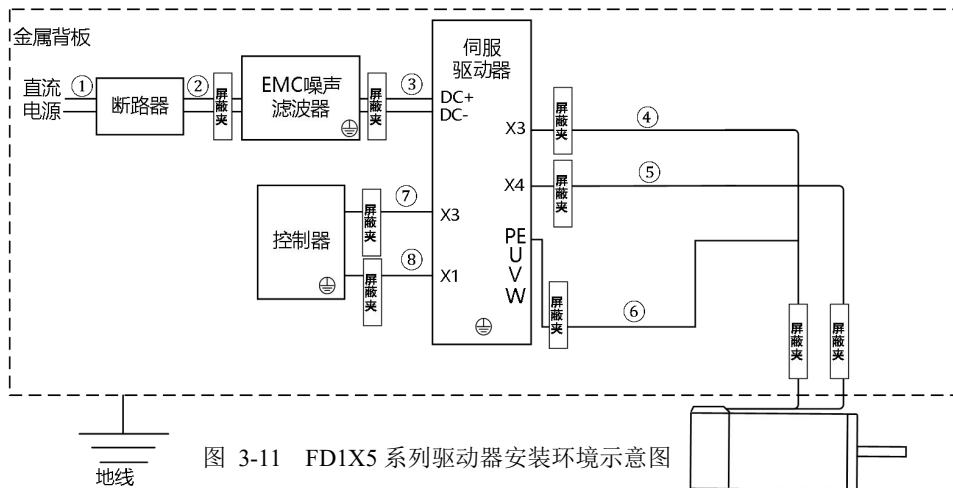 金属背板
直流
电源
①
断路器
②
屏蔽夹
EMC噪声
滤波器
屏蔽夹
③
伺服
驱动器
DC+
DC-
X3
屏蔽夹
④
X4
屏蔽夹
⑤
控制器
屏蔽夹
⑦
X3
屏蔽夹
⑧
X1
PE
U
V
W
屏蔽夹
⑥
屏蔽夹
屏蔽夹
地线
图 3-11 FD1X5 系列驱动器安装环境示意图